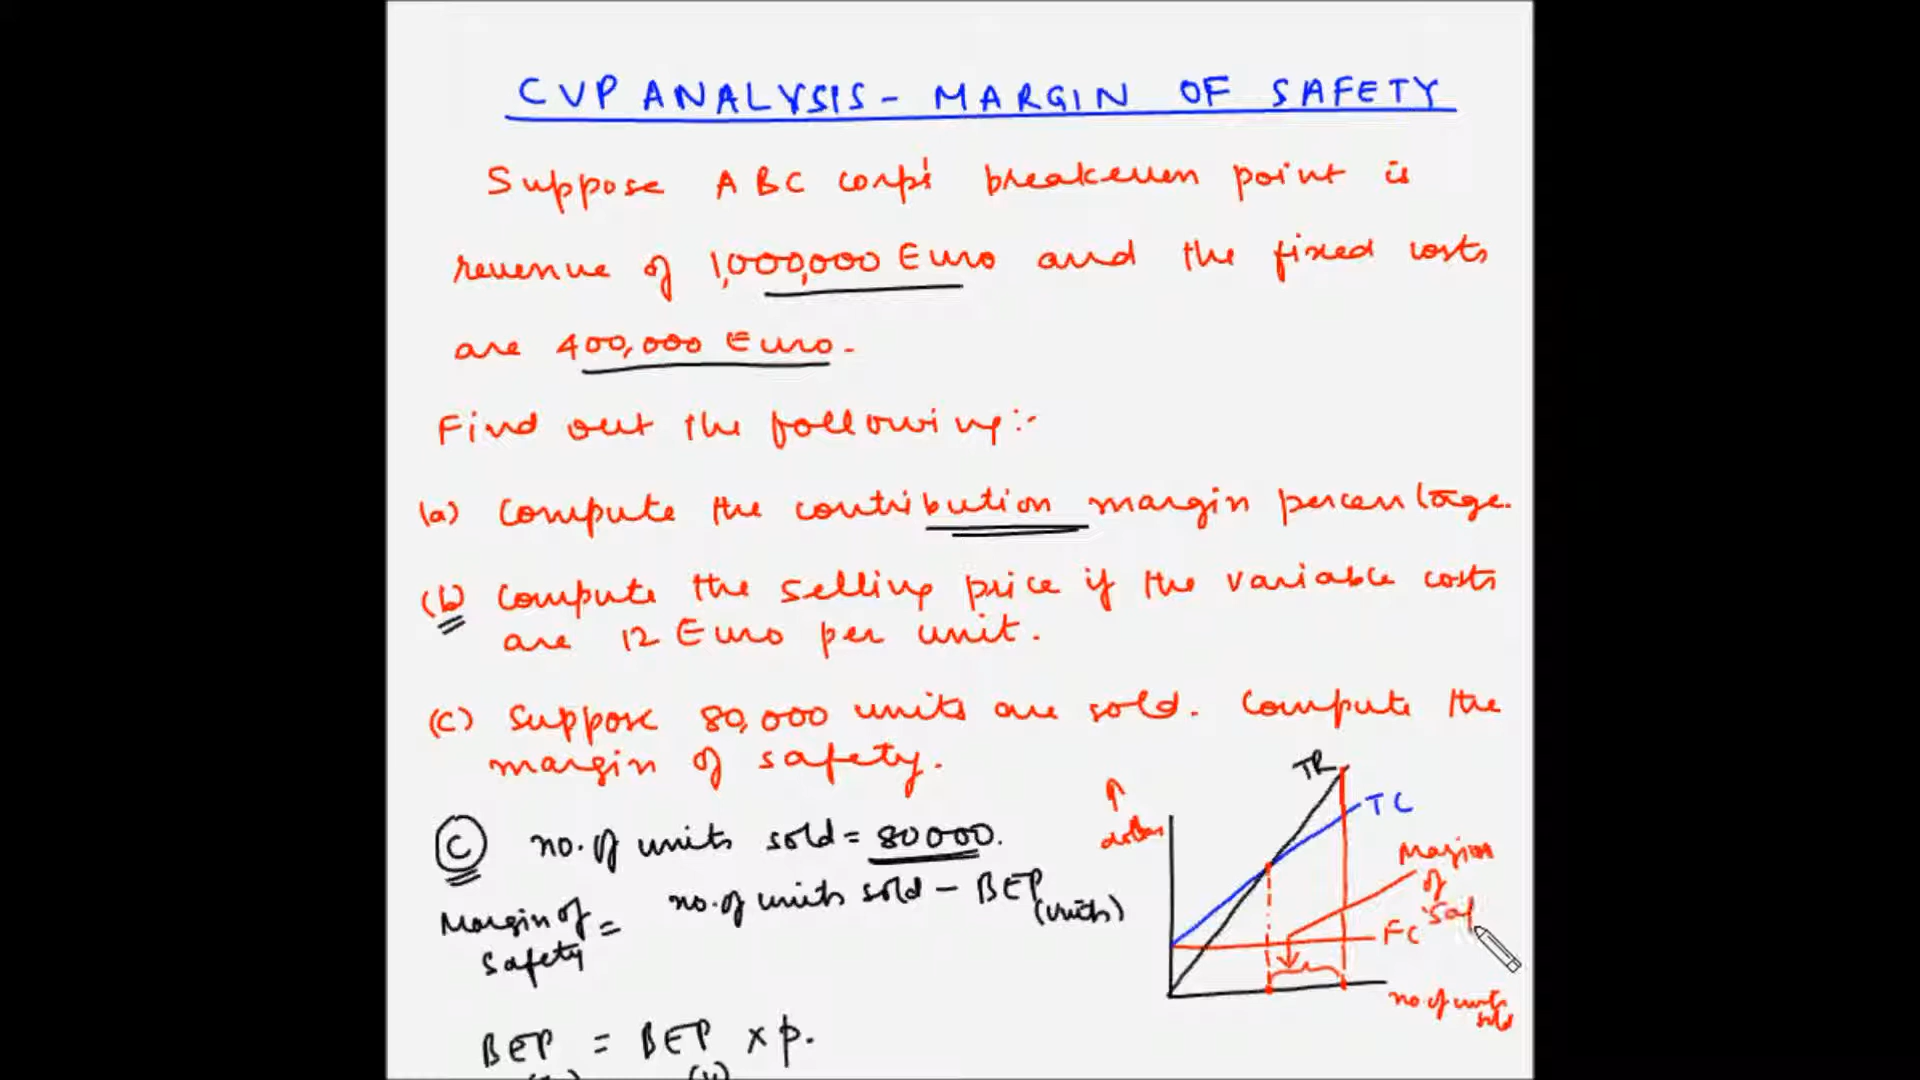 CVP ANALYSIS - MARGIN OF SAFETY
Suppose ABC corp's breakeven point is
revenue of 1,000,000 Euro and the fixed costs
are 400,000 Euro.
Find out the following:-
(a) Compute the contribution margin percentage.
(b) Compute the selling price if the variable costs
are 12 Euro per unit.
(c) Suppose 80,000 units are sold. Compute the
margin of safety.
(c) no. of units sold = 80000.
Margin of Safety = no. of units sold - BEP (units)
BEP = BEP x p.
TR
TC
Margin
of
Saf
FC
no. of units
sold